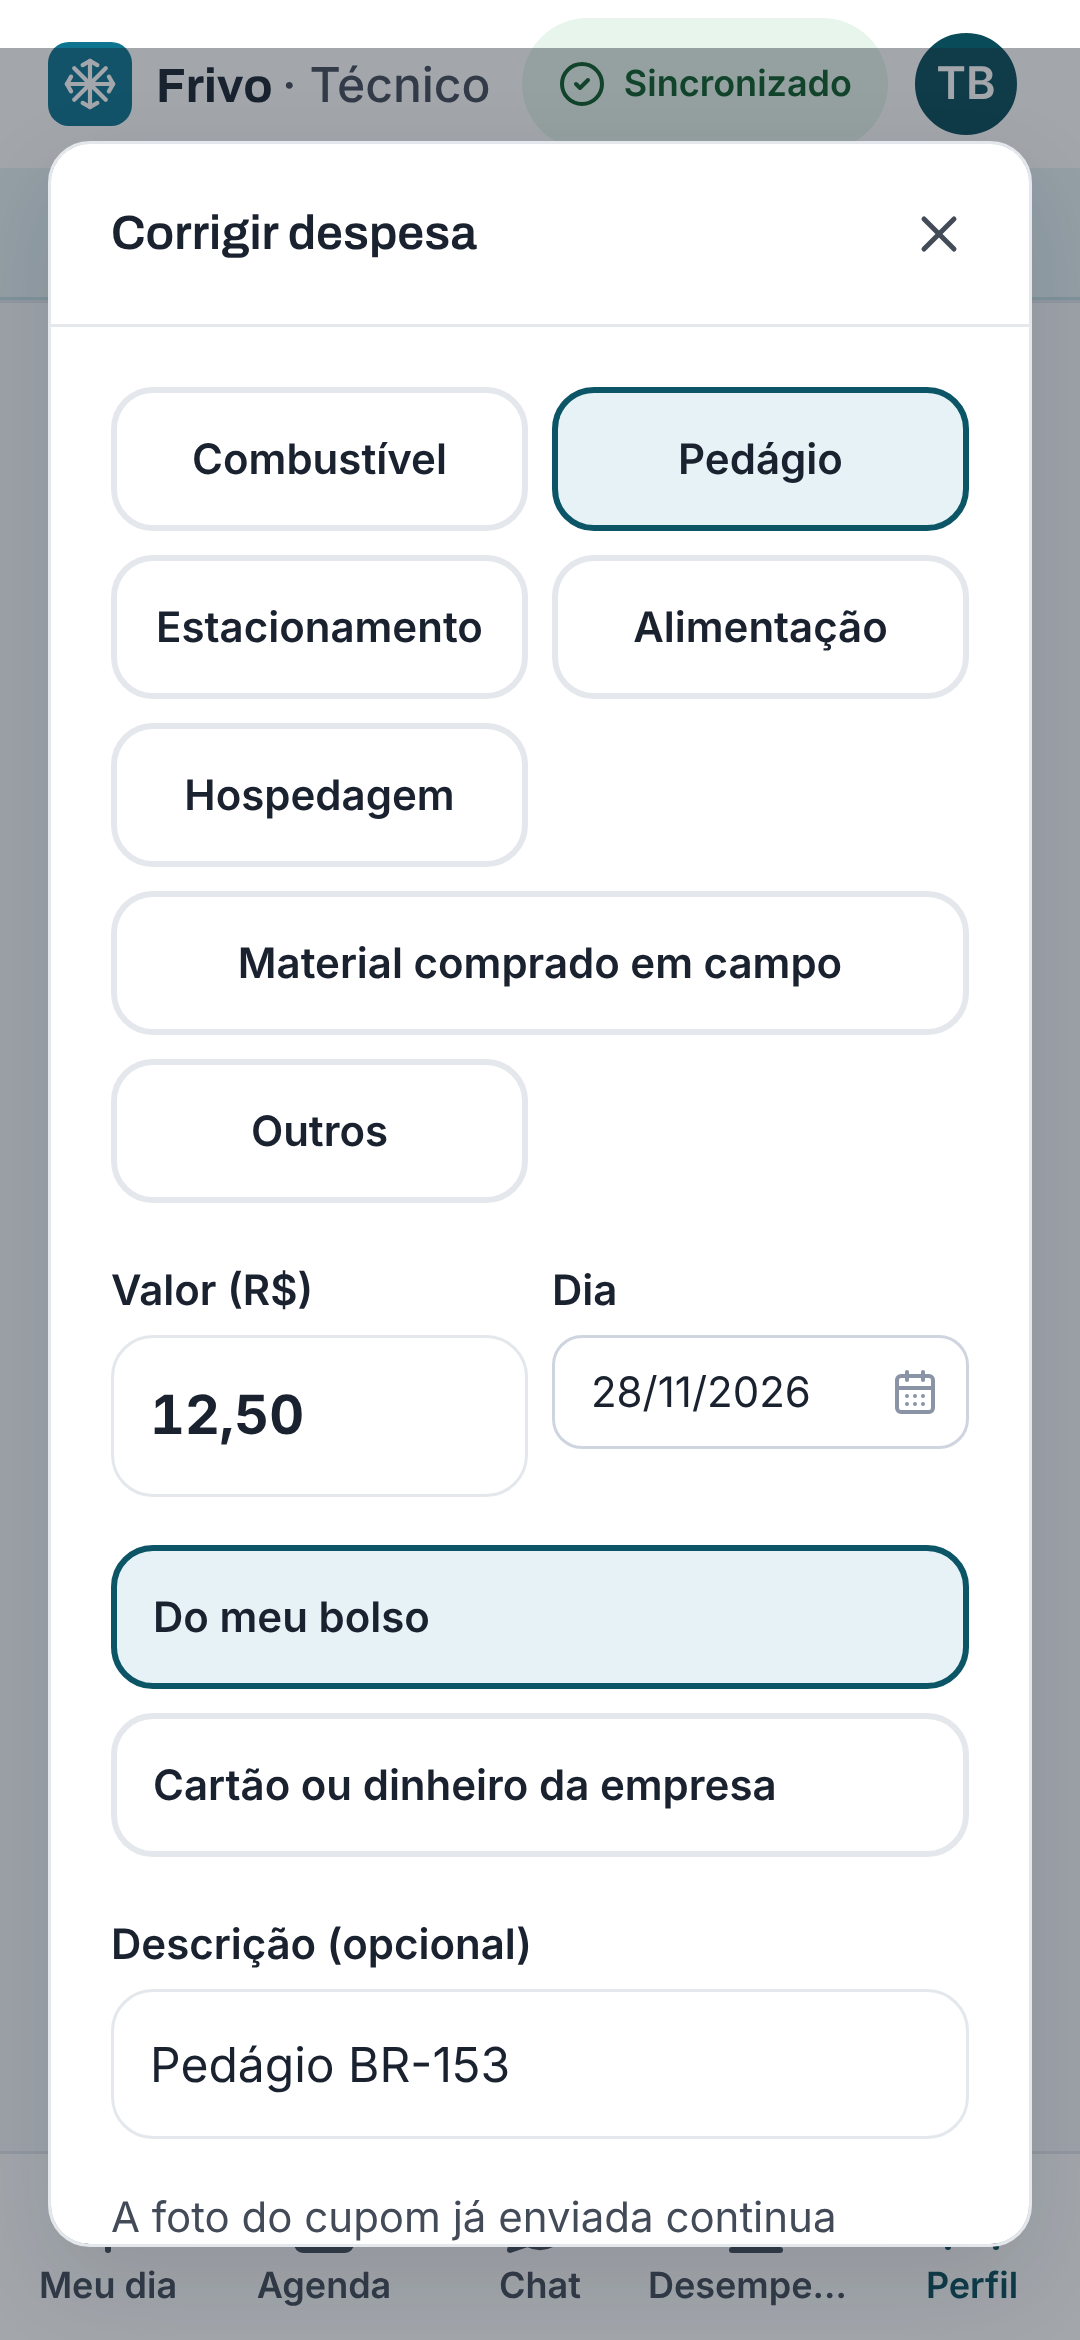 Frivo · Técnico
Sincronizado
TB
Corrigir despesa
Combustível
Pedágio
Estacionamento
Alimentação
Hospedagem
Material comprado em campo
Outros
Valor (R$)
Dia
12,50
28/11/2026
Do meu bolso
Cartão ou dinheiro da empresa
Descrição (opcional)
Pedágio BR-153
A foto do cupom já enviada continua
Meu dia
Agenda
Chat
Desempe...
Perfil